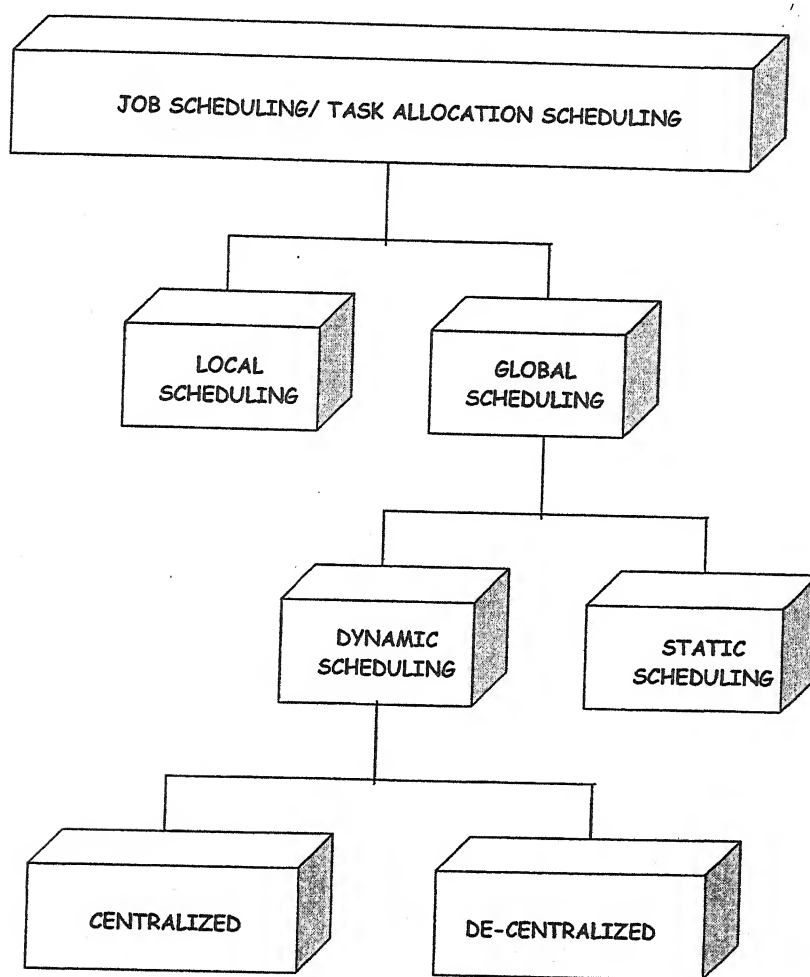 JOB SCHEDULING/ TASK ALLOCATION SCHEDULING
LOCAL
SCHEDULING
GLOBAL
SCHEDULING
DYNAMIC
SCHEDULING
STATIC
SCHEDULING
CENTRALIZED
DE-CENTRALIZED